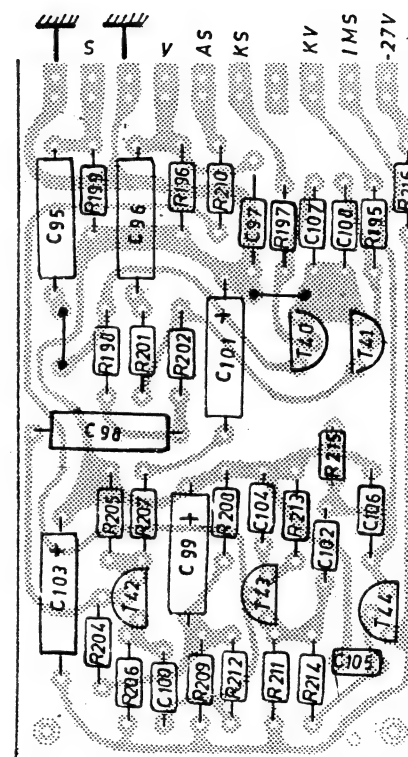 S V AS KS KV IMS -27V
C95 R199 C96 R196 R210 C97 R197 C107 C108 R195
R198 R201 R202 C101 T40 T41
C98
R205 R207 C99 R208 C104 R213 R215 C102 C106
C103 T42 T43 T44
R204 R206 C100 R209 R212 R211 R214 C105